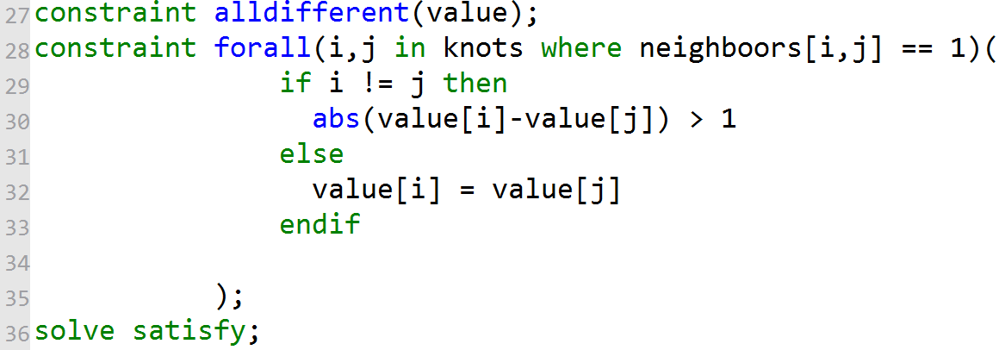 27 constraint alldifferent(value);
28 constraint forall(i,j in knots where neighboors[i,j] == 1)(
29 if i != j then
30 abs(value[i]-value[j]) > 1
31 else
32 value[i] = value[j]
33 endif
34
35 );
36 solve satisfy;